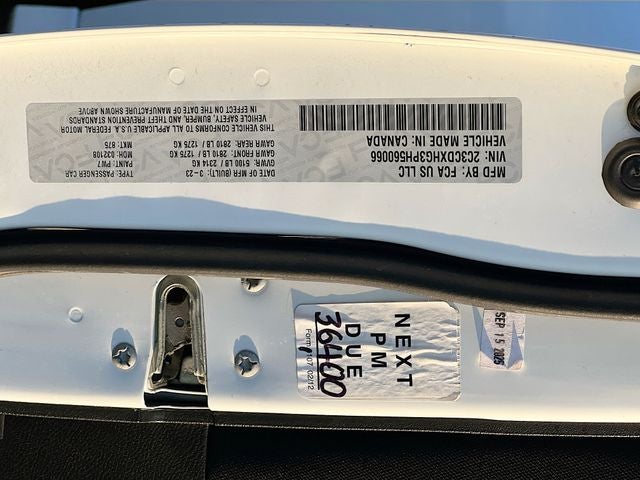 MFD BY: FCA US LLC
VIN: 2C3CDXKG3PH560066
VEHICLE MADE IN: CANADA
DATE OF MFR (BUILT): 3-23
GVWR: 5100 LB / 2314 KG
GAWR FRONT: 2810 LB / 1275 KG
GAWR REAR: 2810 LB / 1275 KG
TYPE: PASSENGER CAR
PAINT: PW7
MDH: 032108
MKT: 875
THIS VEHICLE CONFORMS TO ALL APPLICABLE U.S.A. FEDERAL MOTOR
VEHICLE SAFETY, BUMPER, AND THEFT PREVENTION STANDARDS
IN EFFECT ON THE DATE OF MANUFACTURE SHOWN ABOVE
NEXT
PM
DUE
36400
SEP 15 2025